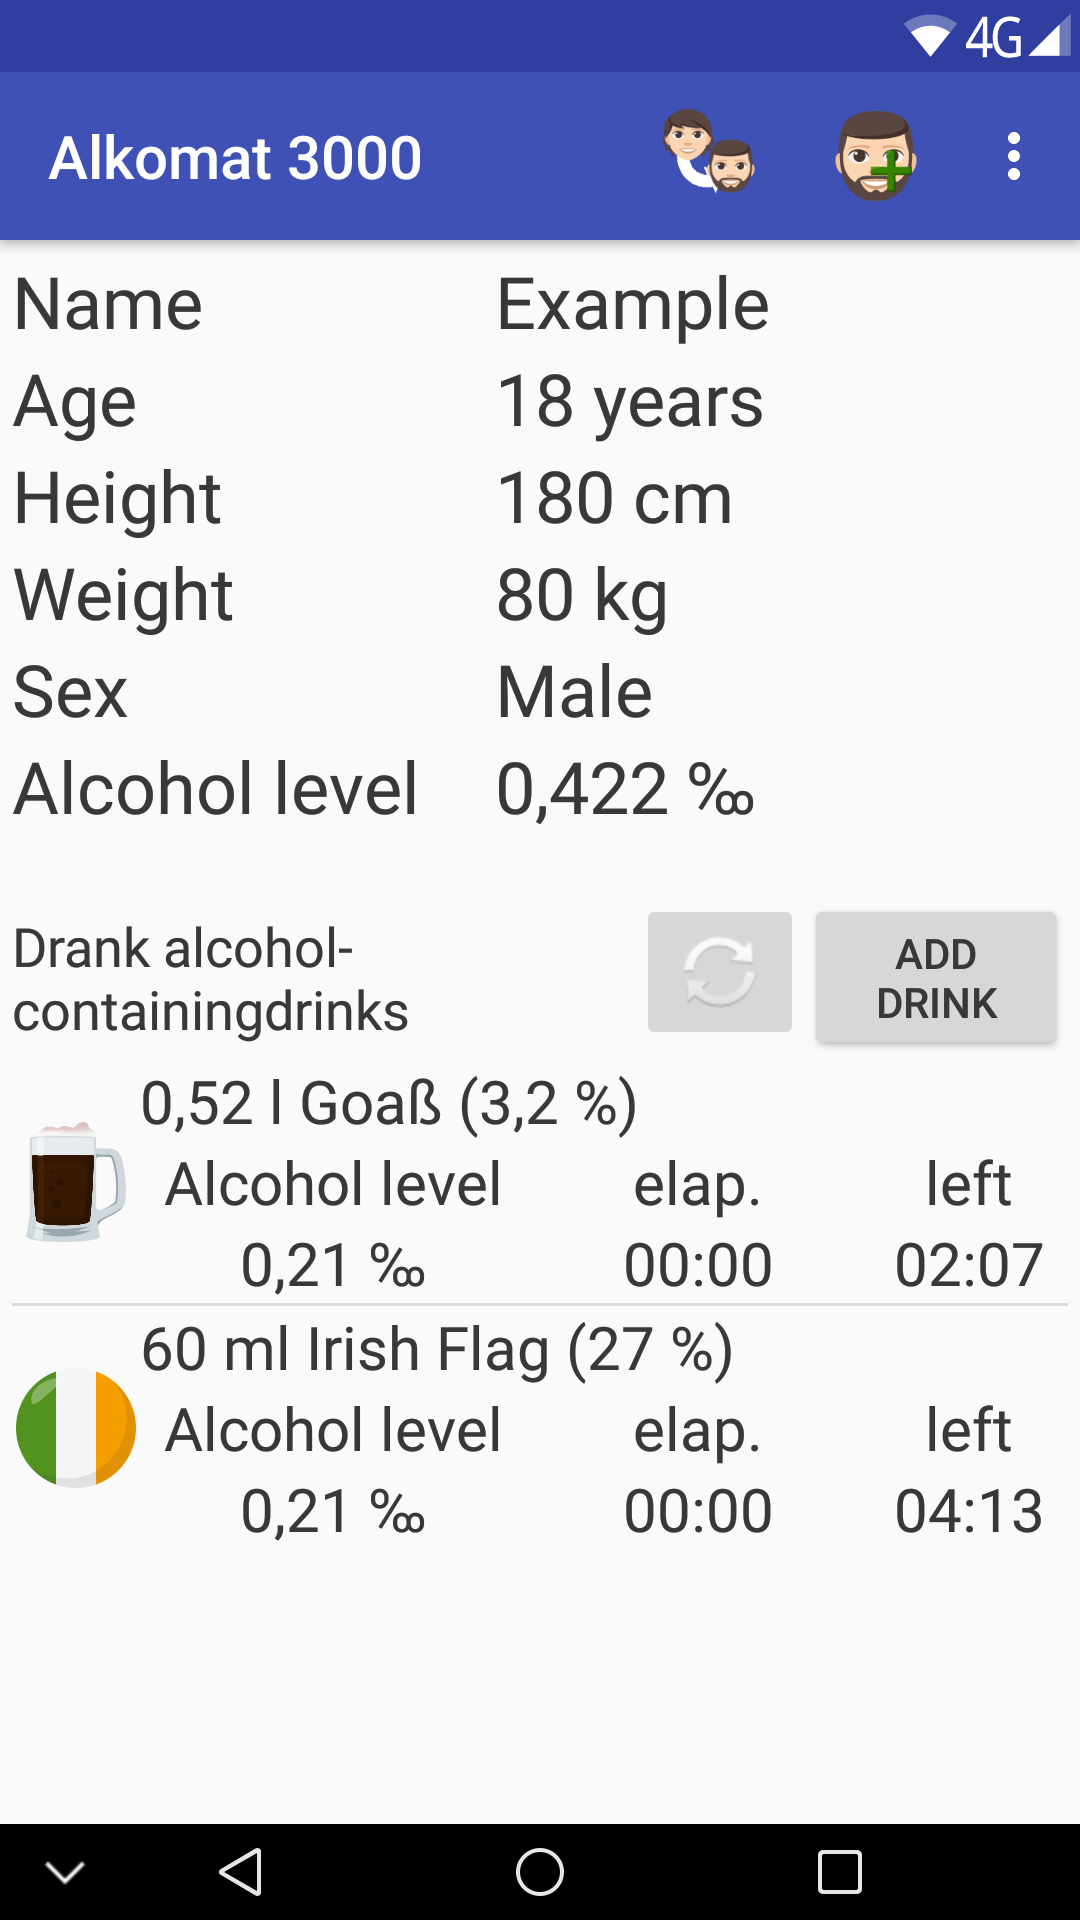 4G
Alkomat 3000
Name Example
Age 18 years
Height 180 cm
Weight 80 kg
Sex Male
Alcohol level 0,422 ‰
Drank alcohol-
containingdrinks
ADD
DRINK
0,52 l Goaß (3,2 %)
Alcohol level elap. left
0,21 ‰ 00:00 02:07
60 ml Irish Flag (27 %)
Alcohol level elap. left
0,21 ‰ 00:00 04:13